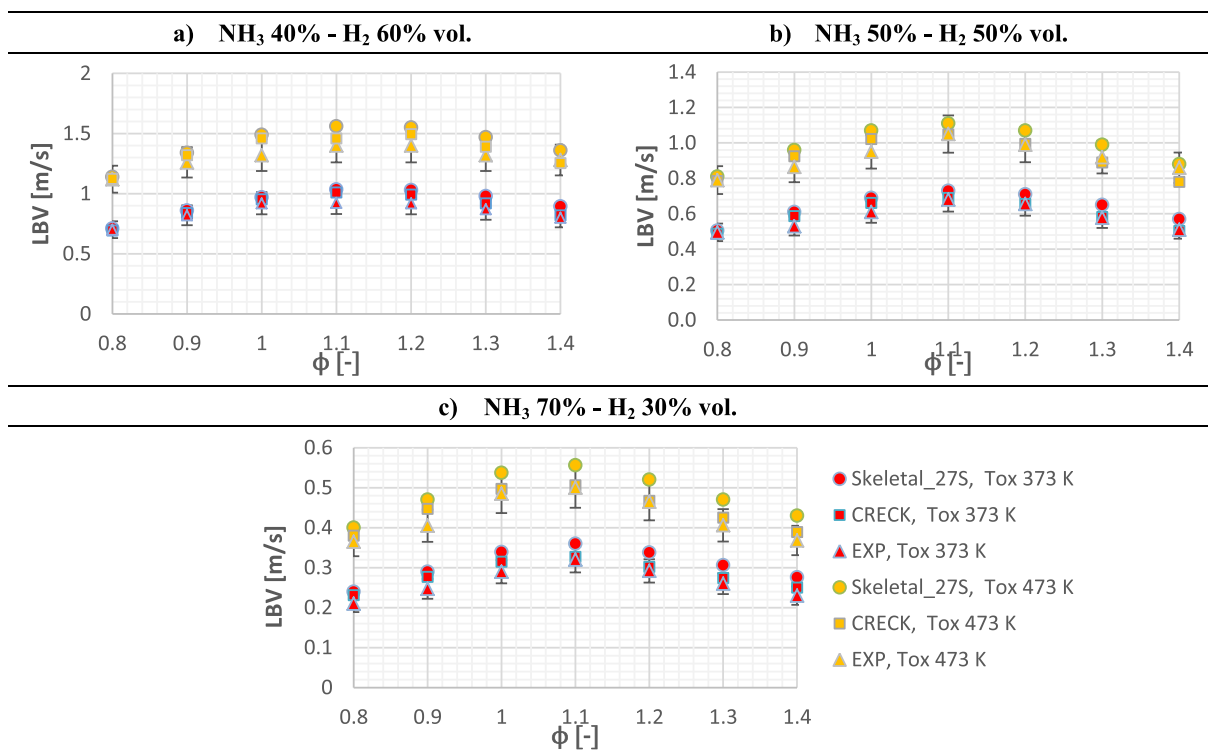 a) NH₃ 40% - H₂ 60% vol.
b) NH₃ 50% - H₂ 50% vol.
2
1.5
1
0.5
0
LBV [m/s]
0.8 0.9 1 1.1 1.2 1.3 1.4
ϕ [-]
1.4
1.2
1.0
0.8
0.6
0.4
0.2
0.0
LBV [m/s]
0.8 0.9 1 1.1 1.2 1.3 1.4
ϕ [-]
c) NH₃ 70% - H₂ 30% vol.
0.6
0.5
0.4
0.3
0.2
0.1
0
LBV [m/s]
0.8 0.9 1 1.1 1.2 1.3 1.4
ϕ [-]
Skeletal_27S, Tox 373 K
CRECK, Tox 373 K
EXP, Tox 373 K
Skeletal_27S, Tox 473 K
CRECK, Tox 473 K
EXP, Tox 473 K